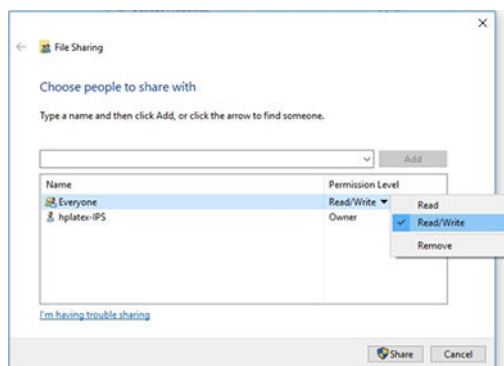 File Sharing
Choose people to share with
Type a name and then click Add, or click the arrow to find someone.
Add
Name Permission Level
Everyone Read/Write
hplatex-IPS Owner
Read
Read/Write
Remove
I'm having trouble sharing
Share Cancel